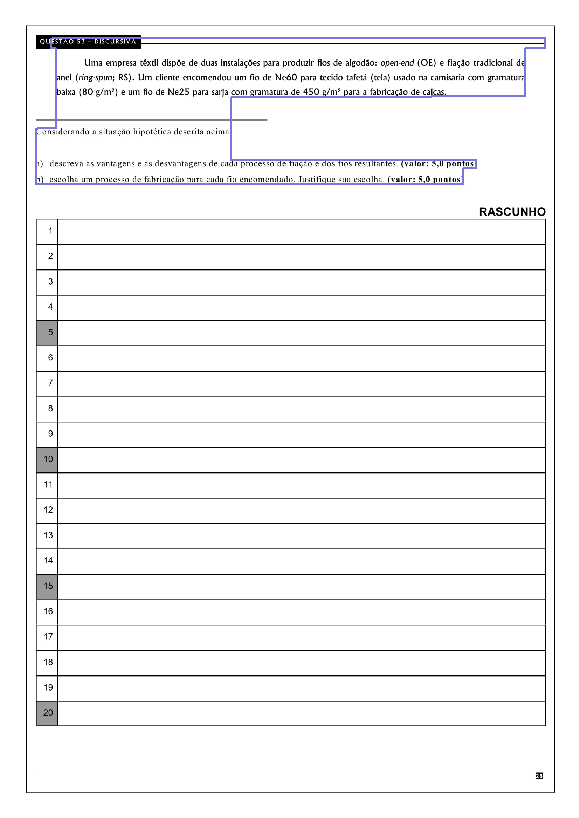 QUESTÃO 53 – DISCURSIVA
Uma empresa têxtil dispõe de duas instalações para produzir fios de algodão: open-end (OE) e fiação tradicional de
anel (ring-spun; RS). Um cliente encomendou um fio de Ne60 para tecido tafetá (tela) usado na camisaria com gramatura
baixa (80 g/m²) e um fio de Ne25 para sarja com gramatura de 450 g/m² para a fabricação de calças.
Considerando a situação hipotética descrita acima
a) descreva as vantagens e as desvantagens de cada processo de fiação e dos fios resultantes. (valor: 5,0 pontos)
b) escolha um processo de fabricação para cada fio encomendado. Justifique sua escolha. (valor: 5,0 pontos)
RASCUNHO
1
2
3
4
5
6
7
8
9
10
11
12
13
14
15
16
17
18
19
20